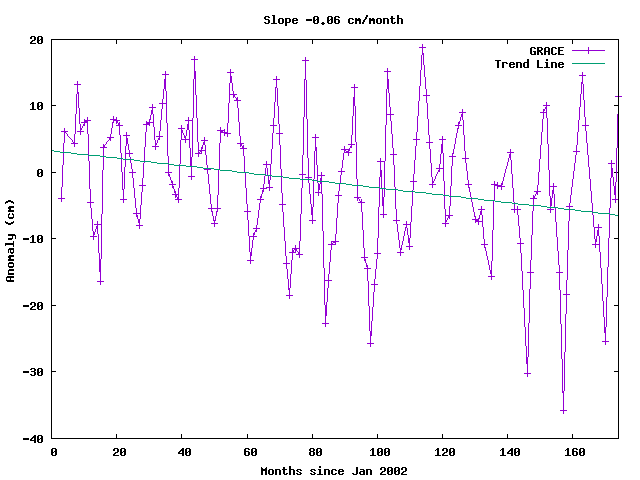 Slope -0.06 cm/month
GRACE
Trend Line
20
10
0
-10
-20
-30
-40
Anomaly (cm)
0 20 40 60 80 100 120 140 160
Months since Jan 2002